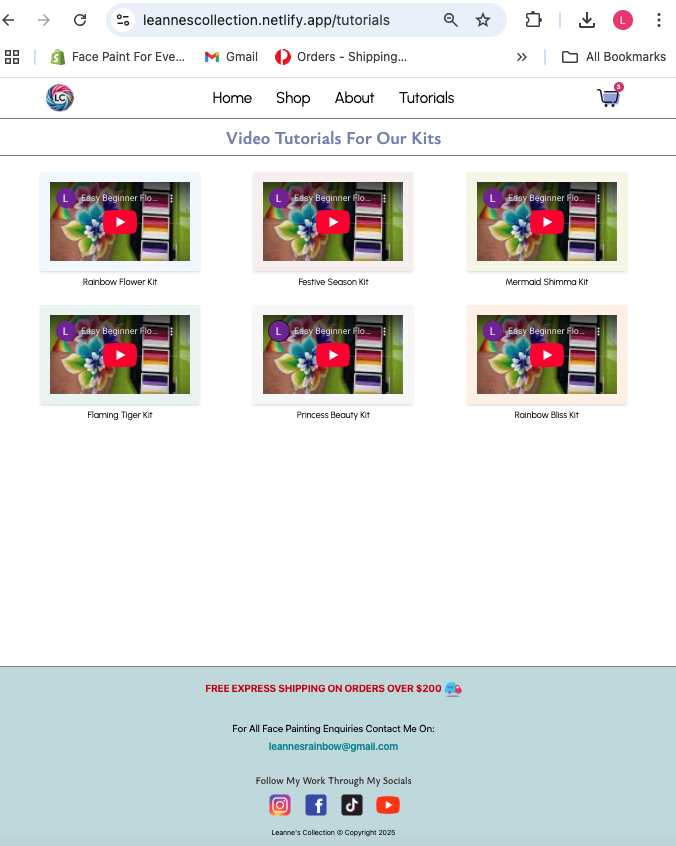 leannescollection.netlify.app/tutorials
L
Face Paint For Eve... Gmail Orders - Shipping... » All Bookmarks
LC Home Shop About Tutorials 3
Video Tutorials For Our Kits
L Easy Beginner Flo... L Easy Beginner Flo... L Easy Beginner Flo...
Rainbow Flower Kit Festive Season Kit Mermaid Shimma Kit
L Easy Beginner Flo... L Easy Beginner Flo... L Easy Beginner Flo...
Flaming Tiger Kit Princess Beauty Kit Rainbow Bliss Kit
FREE EXPRESS SHIPPING ON ORDERS OVER $200
For All Face Painting Enquiries Contact Me On:
leannesrainbow@gmail.com
Follow My Work Through My Socials
Leanne's Collection © Copyright 2025